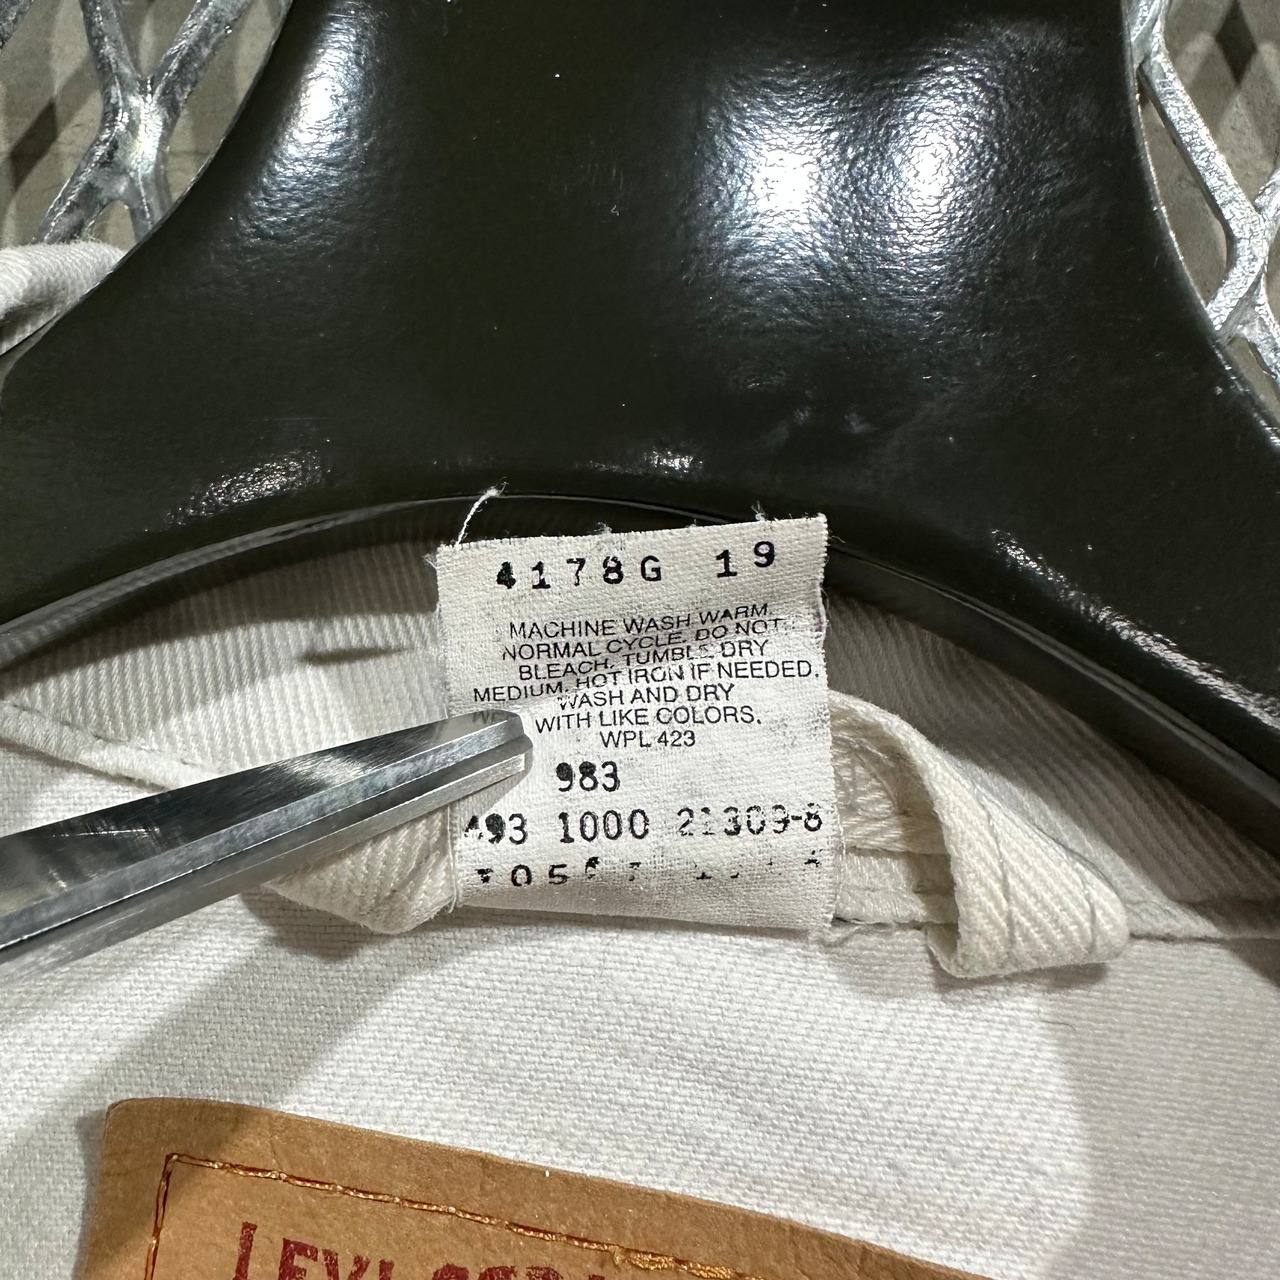 4178G 19
MACHINE WASH WARM.
NORMAL CYCLE. DO NOT
BLEACH. TUMBLE DRY
MEDIUM. HOT IRON IF NEEDED.
WASH AND DRY
WITH LIKE COLORS.
WPL 423
983
493 1000 21309-8